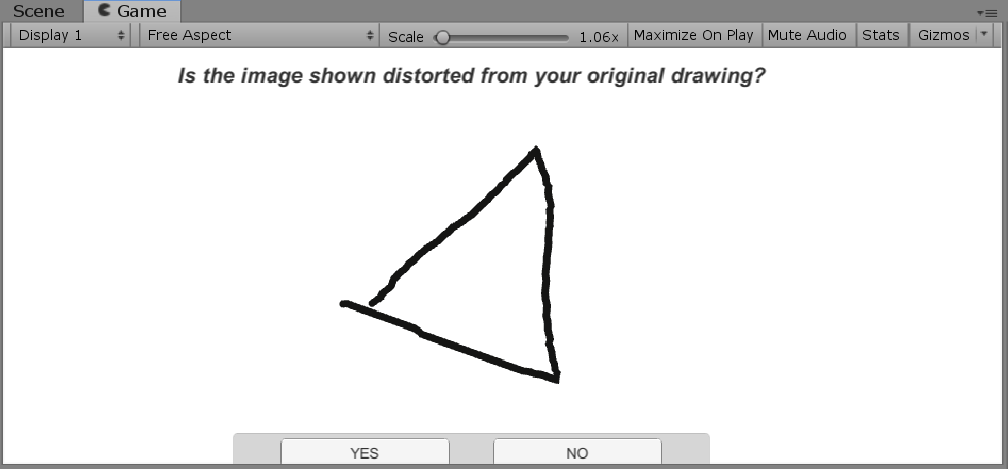 Scene Game
Display 1 Free Aspect Scale 1.06x Maximize On Play Mute Audio Stats Gizmos
Is the image shown distorted from your original drawing?
YES NO